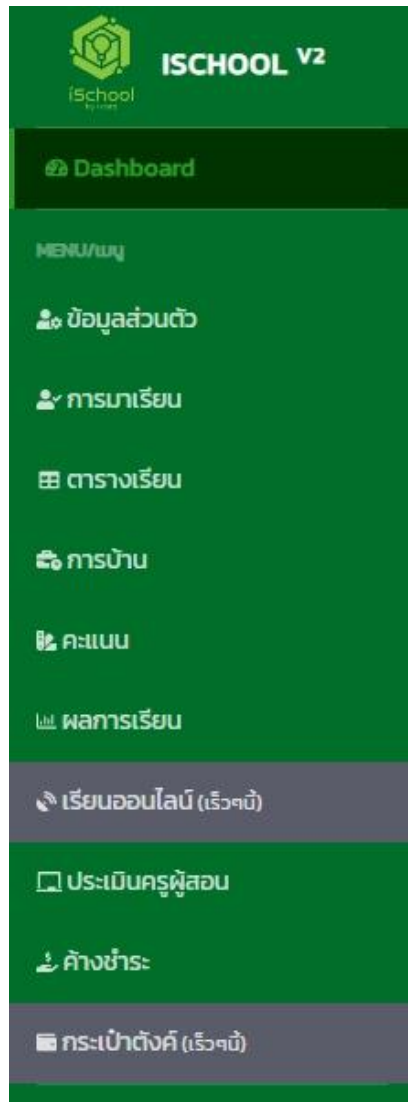 iSchool
ISCHOOL V2
Dashboard
MENU/เมนู
ข้อมูลส่วนตัว
การมาเรียน
ตารางเรียน
การบ้าน
คะแนน
ผลการเรียน
เรียนออนไลน์ (เร็วๆนี้)
ประเมินครูผู้สอน
ค้างชำระ
กระเป๋าตังค์ (เร็วๆนี้)